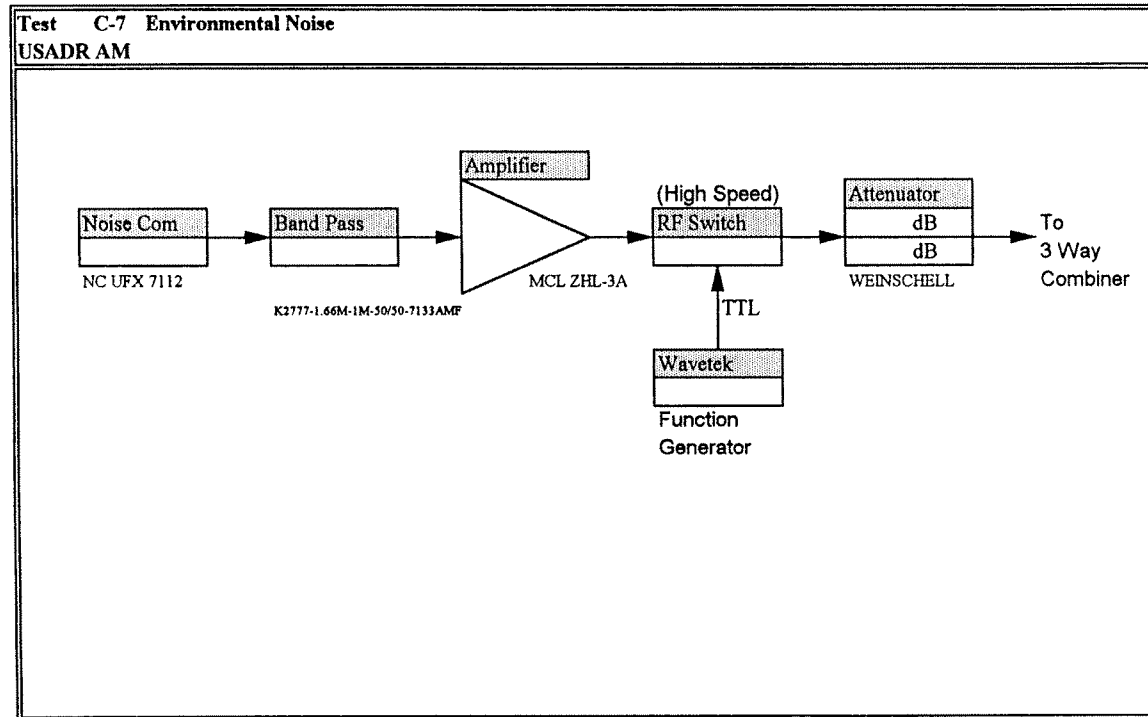 Test C-7 Environmental Noise
USADR AM
Amplifier
(High Speed)
Noise Com
Band Pass
RF Switch
Attenuator
dB
dB
To
3 Way
Combiner
NC UFX 7112
K2777-1.66M-1M-50/50-7133AMF
MCL ZHL-3A
WEINSCHELL
TTL
Wavetek
Function
Generator